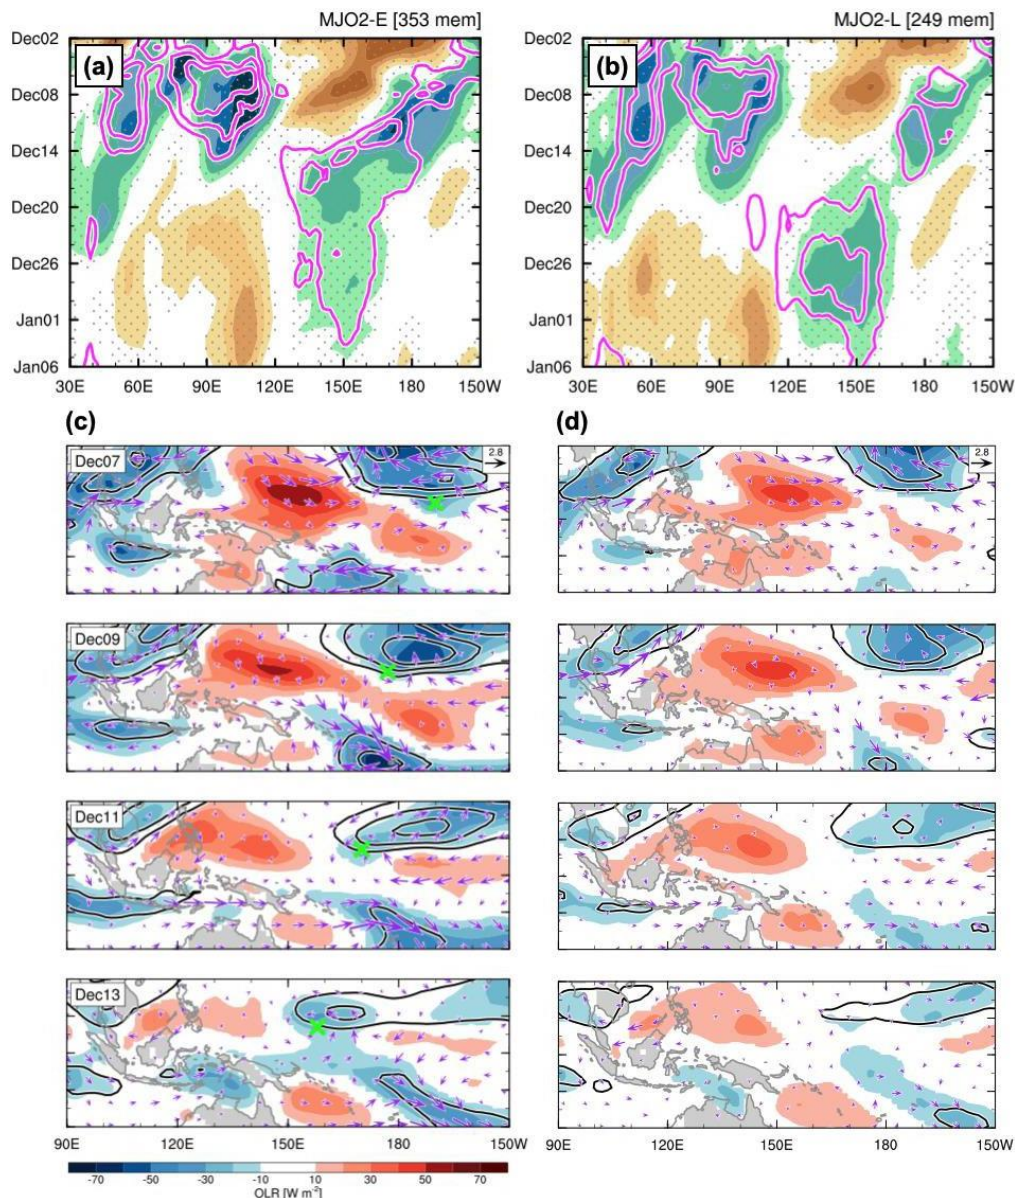 MJO2-E [353 mem]
MJO2-L [249 mem]
(a)
(b)
Dec02
Dec08
Dec14
Dec20
Dec26
Jan01
Jan06
Dec02
Dec08
Dec14
Dec20
Dec26
Jan01
Jan06
30E 60E 90E 120E 150E 180 150W
30E 60E 90E 120E 150E 180 150W
(c)
(d)
Dec07
2.8
2.8
Dec09
Dec11
Dec13
90E 120E 150E 180 150W
90E 120E 150E 180 150W
-70 -50 -30 -10 10 30 50 70
OLR [W m⁻²]